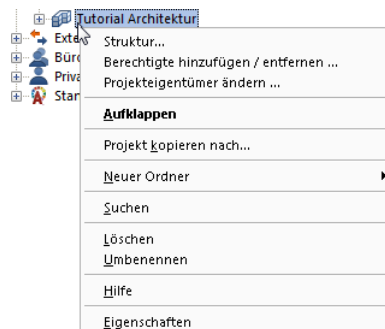 Tutorial Architektur
Exte
Büro
Priva
Stan
Struktur...
Berechtigte hinzufügen / entfernen ...
Projekteigentümer ändern ...
Aufklappen
Projekt kopieren nach...
Neuer Ordner
Suchen
Löschen
Umbenennen
Hilfe
Eigenschaften